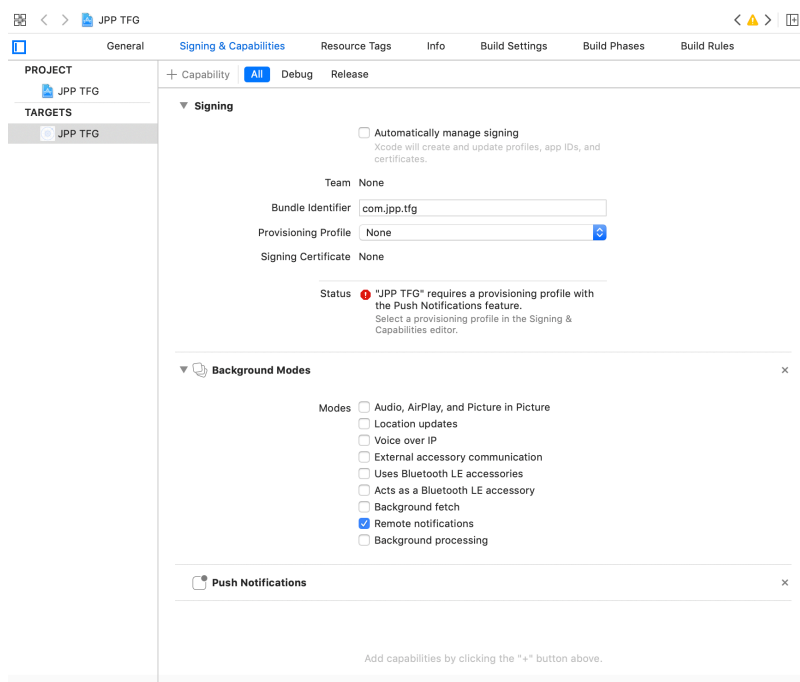 JPP TFG
General Signing & Capabilities Resource Tags Info Build Settings Build Phases Build Rules
PROJECT
JPP TFG
TARGETS
JPP TFG
+ Capability All Debug Release
Signing
Automatically manage signing
Xcode will create and update profiles, app IDs, and
certificates.
Team None
Bundle Identifier com.jpp.tfg
Provisioning Profile None
Signing Certificate None
Status "JPP TFG" requires a provisioning profile with
the Push Notifications feature.
Select a provisioning profile in the Signing &
Capabilities editor.
Background Modes
Modes Audio, AirPlay, and Picture in Picture
Location updates
Voice over IP
External accessory communication
Uses Bluetooth LE accessories
Acts as a Bluetooth LE accessory
Background fetch
Remote notifications
Background processing
Push Notifications
Add capabilities by clicking the "+" button above.